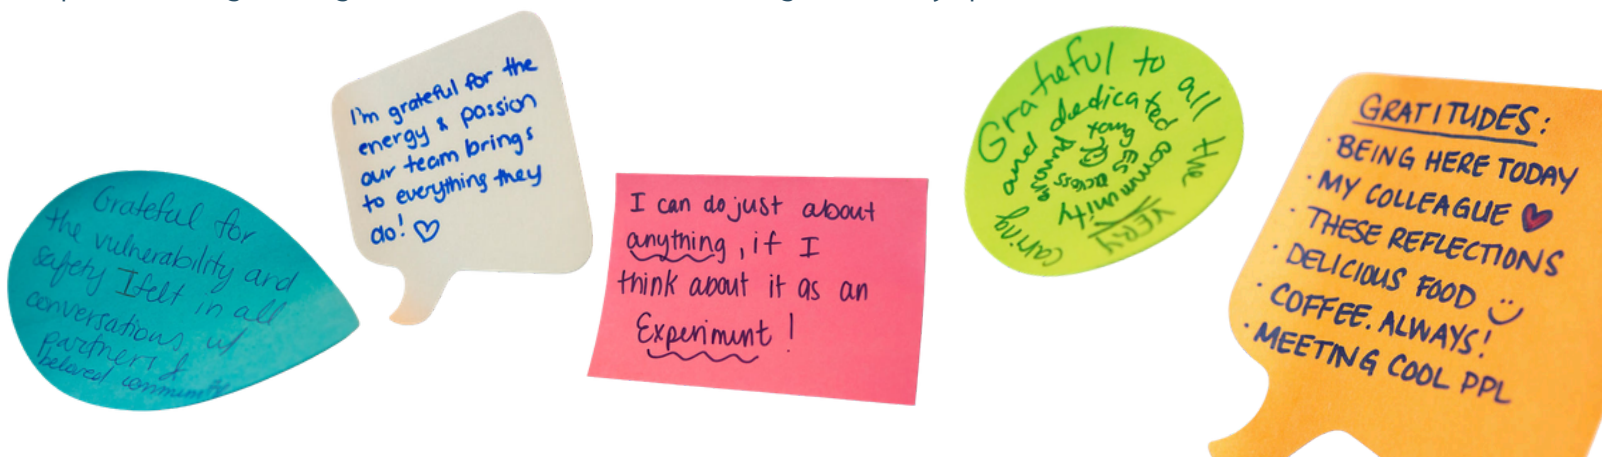 Grateful for
the vulnerability and
safety I felt in all
conversations w/
partners &
beloved community
I'm grateful for the
energy & passion
our team brings
to everything they
do! ♡
I can do just about
anything, if I
think about it as an
Experiment!
Grateful to all the
VERY
caring
and dedicated
community
across
GRATITUDES:
· BEING HERE TODAY
· MY COLLEAGUE ♥
· THESE REFLECTIONS
· DELICIOUS FOOD :)
· COFFEE. ALWAYS!
· MEETING COOL PPL